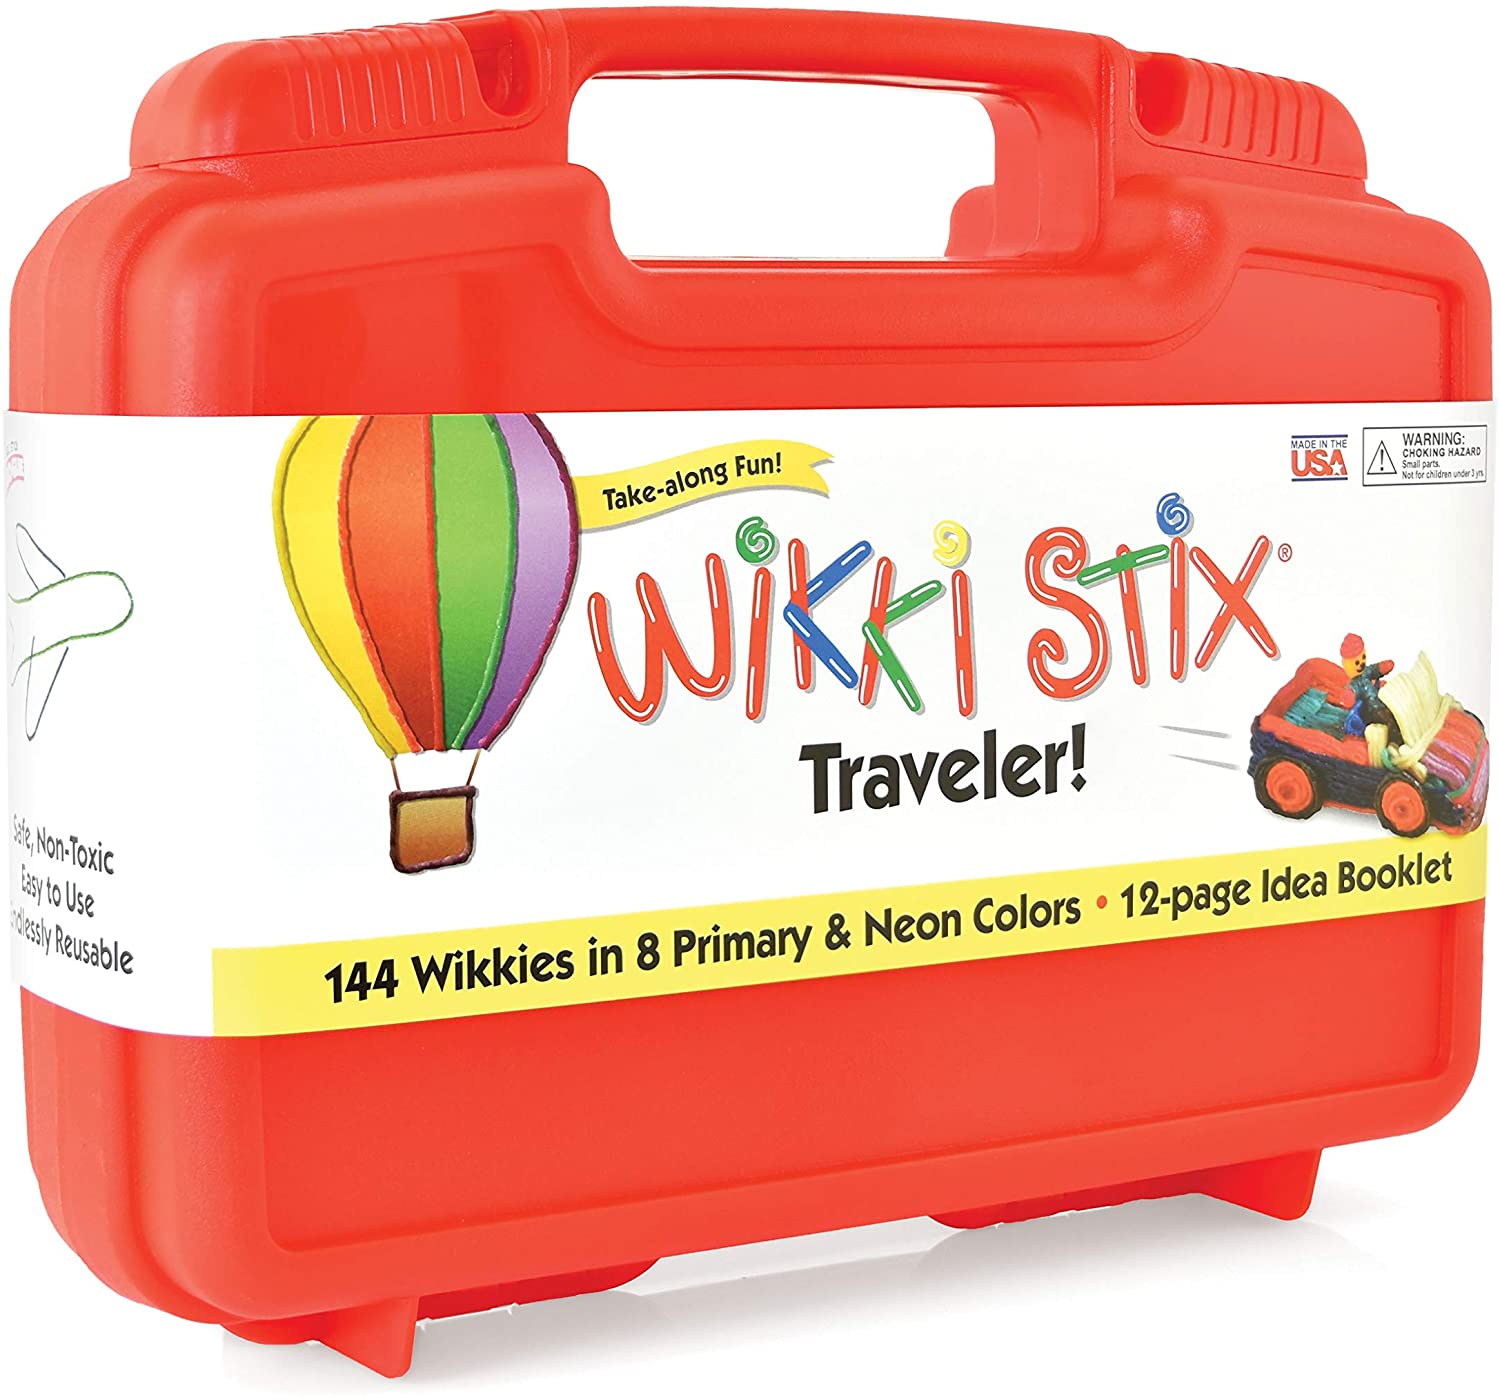 Take-along Fun!
Wikki Stix®
Traveler!
MADE IN THE
USA
WARNING:
CHOKING HAZARD
Small parts.
Not for children under 3 yrs.
Safe, Non-Toxic
Easy to Use
Reusable
144 Wikkies in 8 Primary & Neon Colors • 12-page Idea Booklet